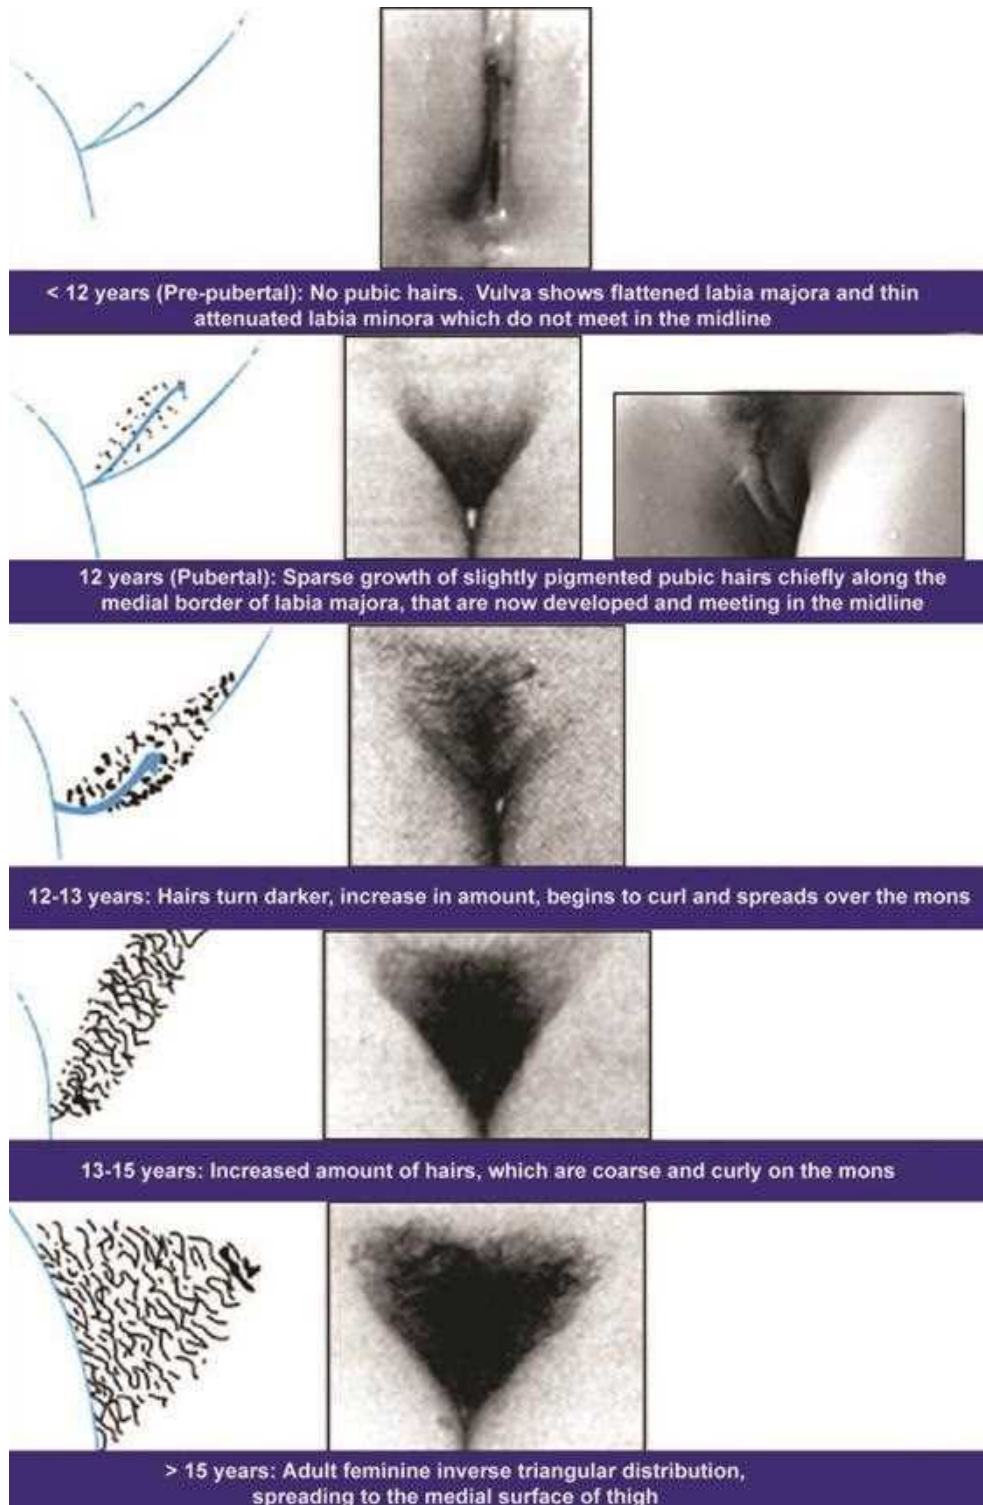 < 12 years (Pre-pubertal): No pubic hairs. Vulva shows flattened labia majora and thin
attenuated labia minora which do not meet in the midline
12 years (Pubertal): Sparse growth of slightly pigmented pubic hairs chiefly along the
medial border of labia majora, that are now developed and meeting in the midline
12-13 years: Hairs turn darker, increase in amount, begins to curl and spreads over the mons
13-15 years: Increased amount of hairs, which are coarse and curly on the mons
> 15 years: Adult feminine inverse triangular distribution,
spreading to the medial surface of thigh